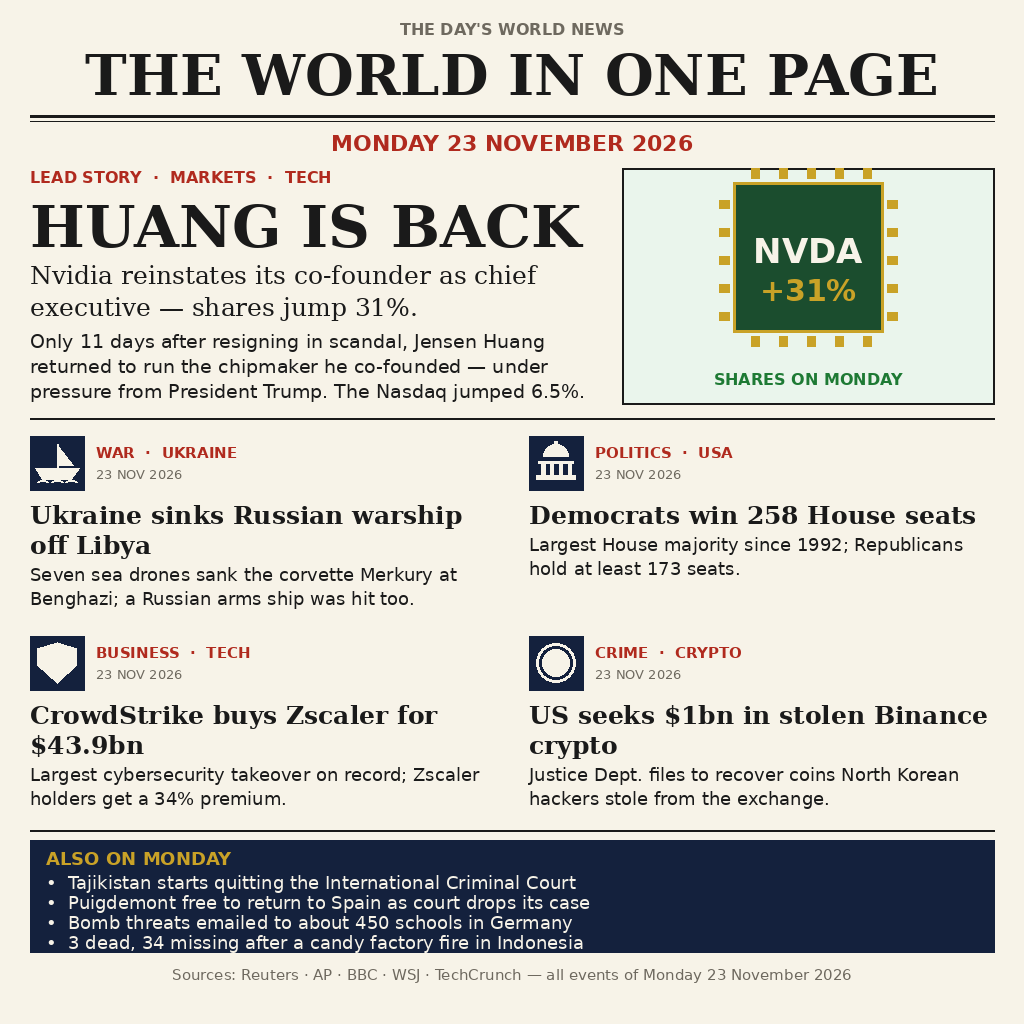 THE DAY'S WORLD NEWS
THE WORLD IN ONE PAGE
MONDAY 23 NOVEMBER 2026
LEAD STORY · MARKETS · TECH
HUANG IS BACK
Nvidia reinstates its co-founder as chief
executive — shares jump 31%.
Only 11 days after resigning in scandal, Jensen Huang
returned to run the chipmaker he co-founded — under
pressure from President Trump. The Nasdaq jumped 6.5%.
NVDA
+31%
SHARES ON MONDAY
WAR · UKRAINE
23 NOV 2026
Ukraine sinks Russian warship
off Libya
Seven sea drones sank the corvette Merkury at
Benghazi; a Russian arms ship was hit too.
POLITICS · USA
23 NOV 2026
Democrats win 258 House seats
Largest House majority since 1992; Republicans
hold at least 173 seats.
BUSINESS · TECH
23 NOV 2026
CrowdStrike buys Zscaler for
$43.9bn
Largest cybersecurity takeover on record; Zscaler
holders get a 34% premium.
CRIME · CRYPTO
23 NOV 2026
US seeks $1bn in stolen Binance
crypto
Justice Dept. files to recover coins North Korean
hackers stole from the exchange.
ALSO ON MONDAY
• Tajikistan starts quitting the International Criminal Court
• Puigdemont free to return to Spain as court drops its case
• Bomb threats emailed to about 450 schools in Germany
• 3 dead, 34 missing after a candy factory fire in Indonesia
Sources: Reuters · AP · BBC · WSJ · TechCrunch — all events of Monday 23 November 2026